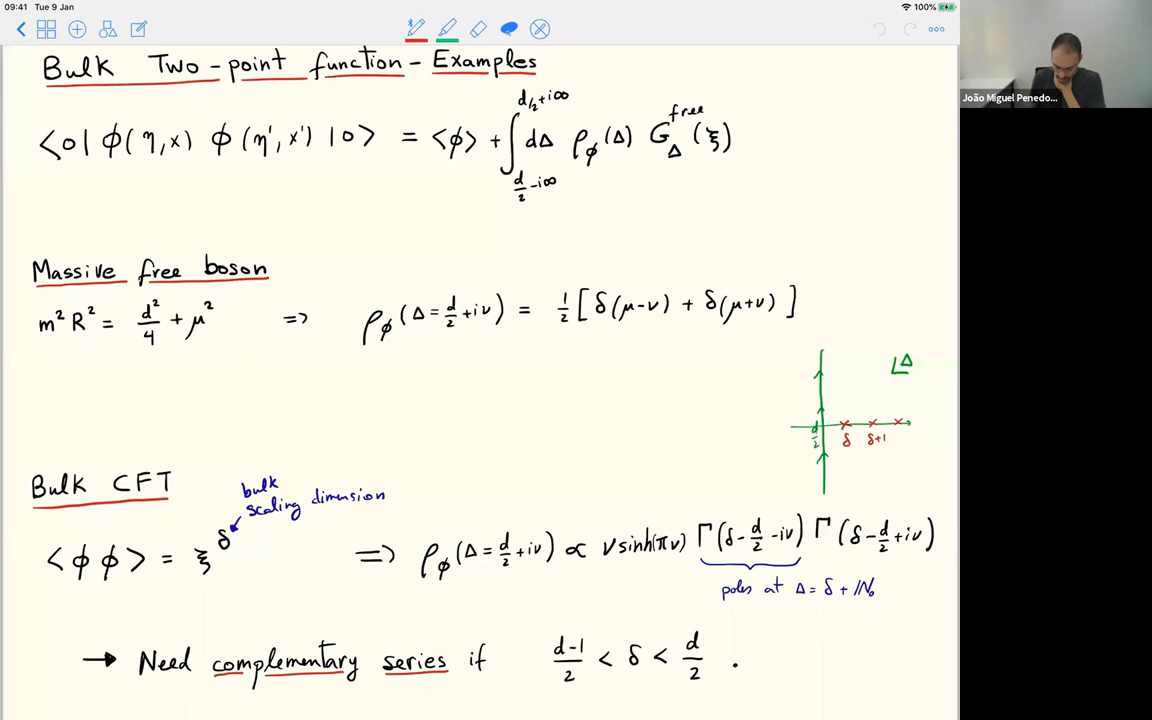 09:41 Tue 9 Jan
100%
João Miguel Penedo...
Bulk Two-point function - Examples
<0| ϕ(η,x) ϕ(η',x') |0> = <ϕ> + ∫_{d/2-i∞}^{d/2+i∞} dΔ ρ_ϕ(Δ) G_Δ^{free}(ξ)
Massive free boson
m²R² = d²/4 + μ² => ρ_ϕ(Δ = d/2 + iν) = 1/2 [δ(μ-ν) + δ(μ+ν)]
Δ
d/2 δ δ+1
Bulk CFT
bulk
scaling dimension
<ϕϕ> = ξ^δ => ρ_ϕ(Δ = d/2 + iν) ∝ ν sinh(πν) Γ(δ - d/2 - iν) Γ(δ - d/2 + iν)
poles at Δ = δ + ℕ₀
→ Need complementary series if (d-1)/2 < δ < d/2 .